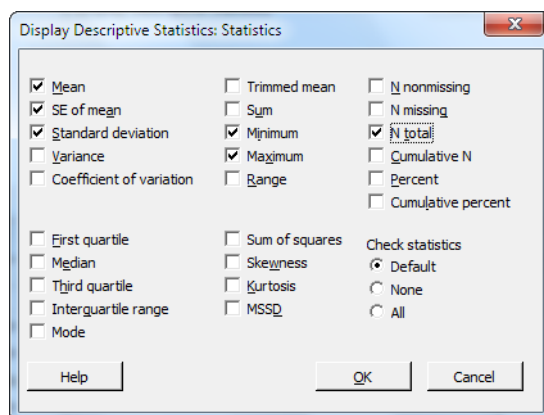 Display Descriptive Statistics: Statistics
Mean
SE of mean
Standard deviation
Variance
Coefficient of variation
Trimmed mean
Sum
Minimum
Maximum
Range
N nonmissing
N missing
N total
Cumulative N
Percent
Cumulative percent
First quartile
Median
Third quartile
Interquartile range
Mode
Sum of squares
Skewness
Kurtosis
MSSD
Check statistics
Default
None
All
Help
OK
Cancel